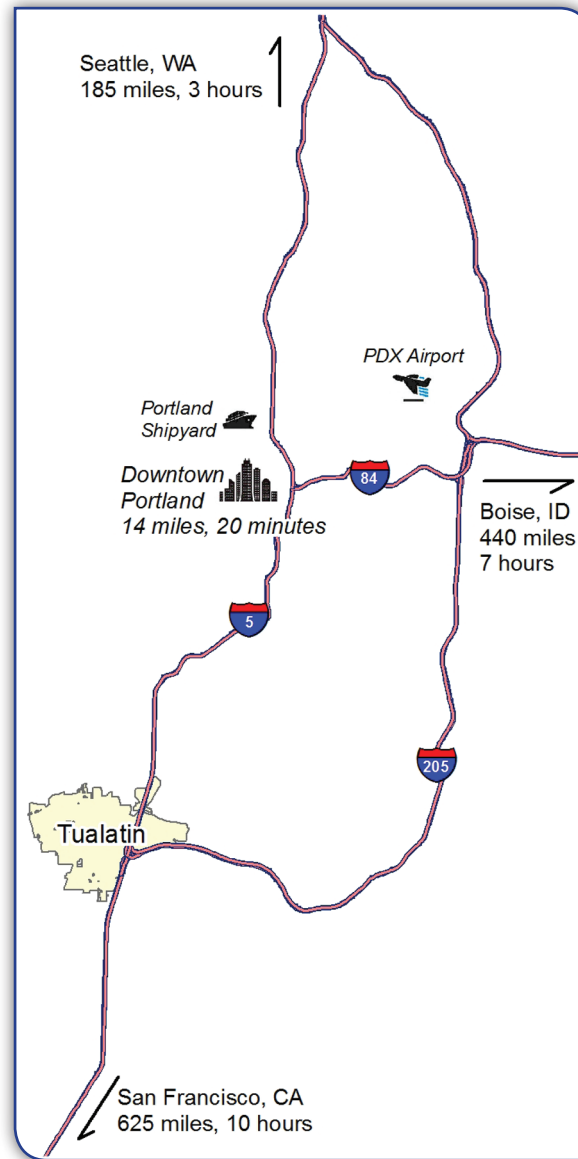 Seattle, WA
185 miles, 3 hours
PDX Airport
Portland
Shipyard
Downtown
Portland
14 miles, 20 minutes
84
Boise, ID
440 miles
7 hours
5
205
Tualatin
San Francisco, CA
625 miles, 10 hours